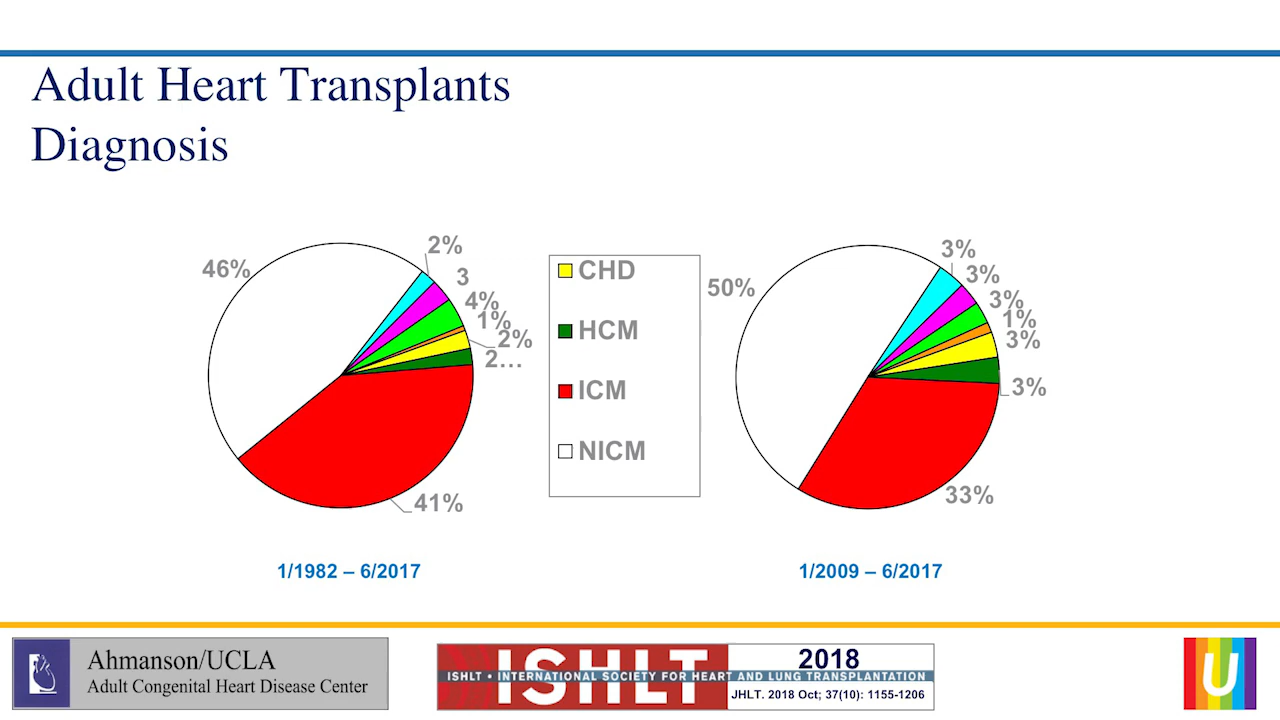 Adult Heart Transplants
Diagnosis
46%
2%
3
4%
1%
2%
2…
41%
CHD
HCM
ICM
NICM
50%
3%
3%
3%
1%
3%
3%
33%
1/1982 – 6/2017
1/2009 – 6/2017
Ahmanson/UCLA
Adult Congenital Heart Disease Center
ISHLT
ISHLT • INTERNATIONAL SOCIETY FOR HEART AND LUNG TRANSPLANTATION
2018
JHLT. 2018 Oct; 37(10): 1155-1206
U